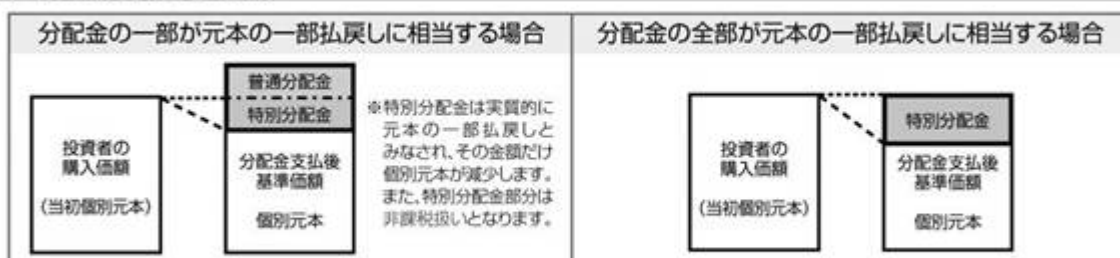 分配金の一部が元本の一部払戻しに相当する場合
普通分配金
特別分配金
投資者の
購入価額
(当初個別元本)
分配金支払後
基準価額
個別元本
※特別分配金は実質的に
元本の一部払戻しと
みなされ、その金額だけ
個別元本が減少します。
また、特別分配金部分は
非課税扱いとなります。
分配金の全部が元本の一部払戻しに相当する場合
投資者の
購入価額
(当初個別元本)
特別分配金
分配金支払後
基準価額
個別元本